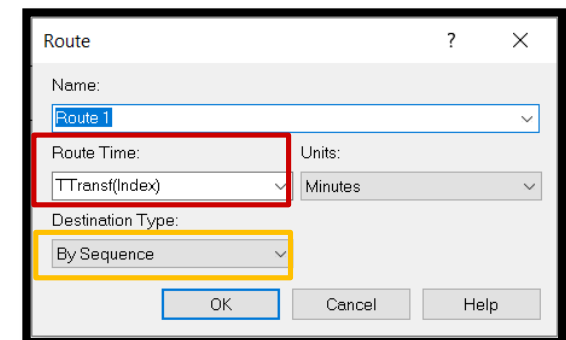 Route ? ×
Name:
Route 1
Route Time: Units:
TTransf(Index) Minutes
Destination Type:
By Sequence
OK Cancel Help